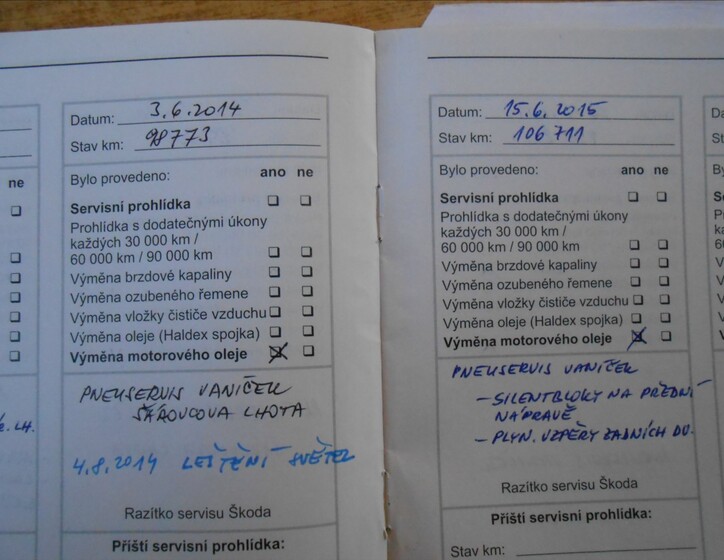 Datum: 3.6.2014
Stav km: 98773
Bylo provedeno: ano ne
Servisní prohlídka
Prohlídka s dodatečnými úkony
každých 30 000 km /
60 000 km / 90 000 km
Výměna brzdové kapaliny
Výměna ozubeného řemene
Výměna vložky čističe vzduchu
Výměna oleje (Haldex spojka)
Výměna motorového oleje
PNEUSERVIS VANIČEK
LHOTA
4.8.2014 LEŠTĚNÍ SVĚTEL
Razítko servisu Škoda
Příští servisní prohlídka:
ne
LH.
Datum: 15.6.2015
Stav km: 106 711
Bylo provedeno: ano ne
Servisní prohlídka
Prohlídka s dodatečnými úkony
každých 30 000 km /
60 000 km / 90 000 km
Výměna brzdové kapaliny
Výměna ozubeného řemene
Výměna vložky čističe vzduchu
Výměna oleje (Haldex spojka)
Výměna motorového oleje
PNEUSERVIS VANIČEK
- SILENTBLOKY NA PŘEDNÍ
NÁPRAVĚ
- PLYN. VZPĚRY ZADNÍCH DV.
Razítko servisu Škoda
Příští servisní prohlídka:
Stav km: